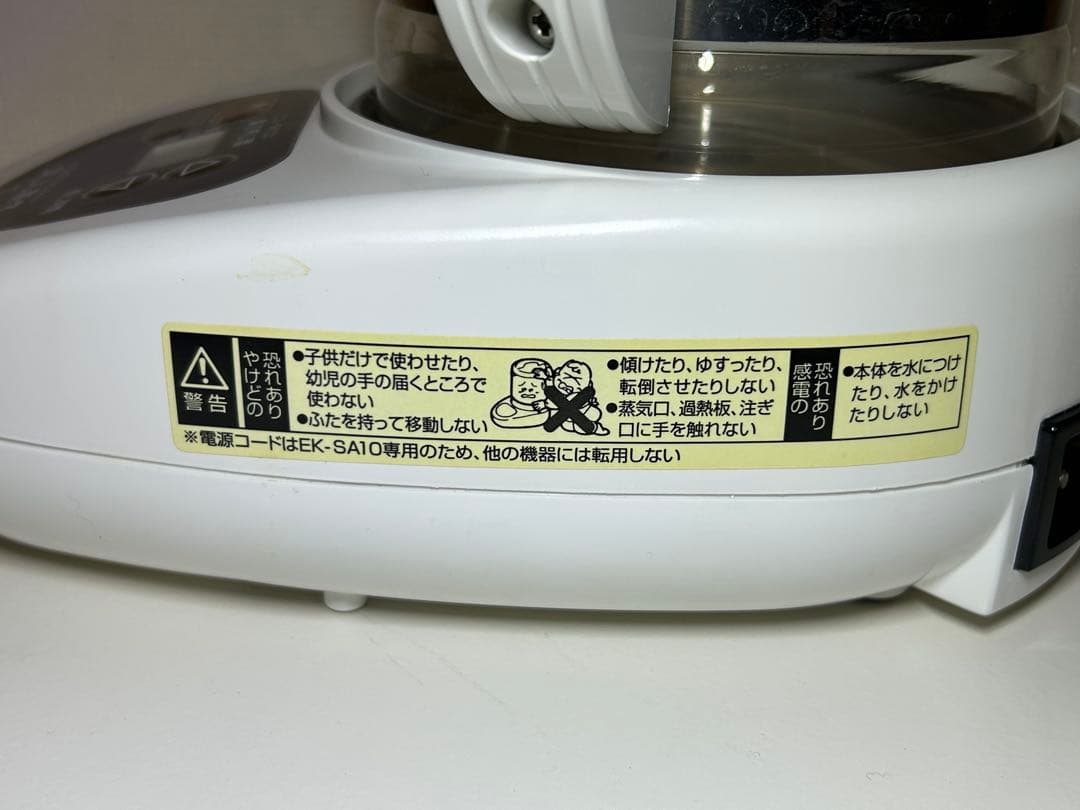 警告
やけどの
恐れあり
●子供だけで使わせたり、
幼児の手の届くところで
使わない
●ふたを持って移動しない
●傾けたり、ゆすったり、
転倒させたりしない
●蒸気口、過熱板、注ぎ
口に手を触れない
感電の
恐れあり
●本体を水につけ
たり、水をかけ
たりしない
※電源コードはEK-SA10専用のため、他の機器には転用しない